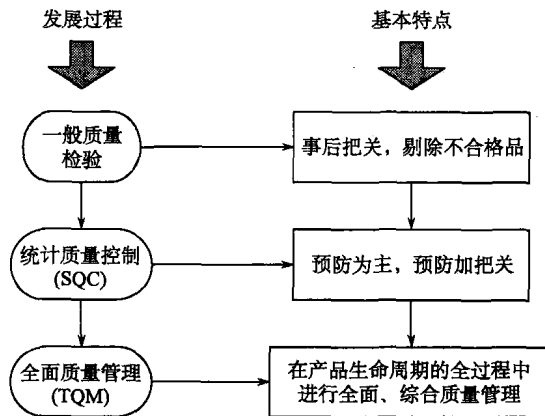 发展过程
基本特点
一般质量
检验
事后把关，剔除不合格品
统计质量控制
(SQC)
预防为主，预防加把关
全面质量管理
(TQM)
在产品生命周期的全过程中
进行全面、综合质量管理